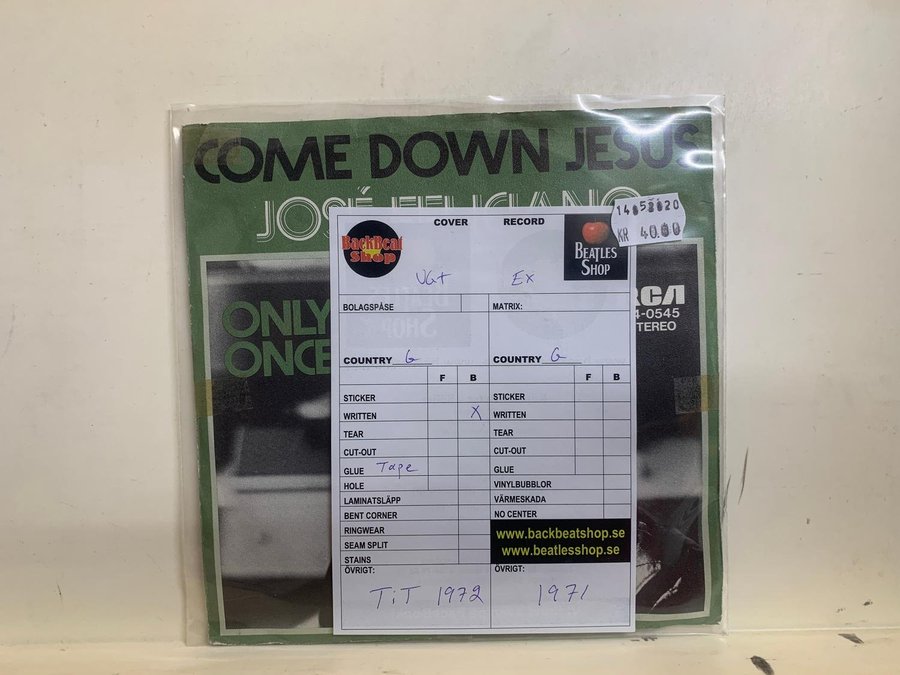 COME DOWN JESUS
JOSÉ FELICIANO
COVER
RECORD
BackBeat
Shop
BEATLES
SHOP
KR 40.00
VG+
EX
BOLAGSPÅSE
MATRIX:
RCA
4-0545
STEREO
ONLY
ONCE
COUNTRY G
COUNTRY G
F B
F B
STICKER
STICKER
WRITTEN X
WRITTEN
TEAR
TEAR
CUT-OUT
CUT-OUT
GLUE Tape
GLUE
HOLE
VINYLBUBBLOR
LAMINATSLÄPP
VÄRMESKADA
BENT CORNER
NO CENTER
RINGWEAR
SEAM SPLIT
STAINS
www.backbeatshop.se
www.beatlesshop.se
ÖVRIGT:
ÖVRIGT:
TiT 1972
1971